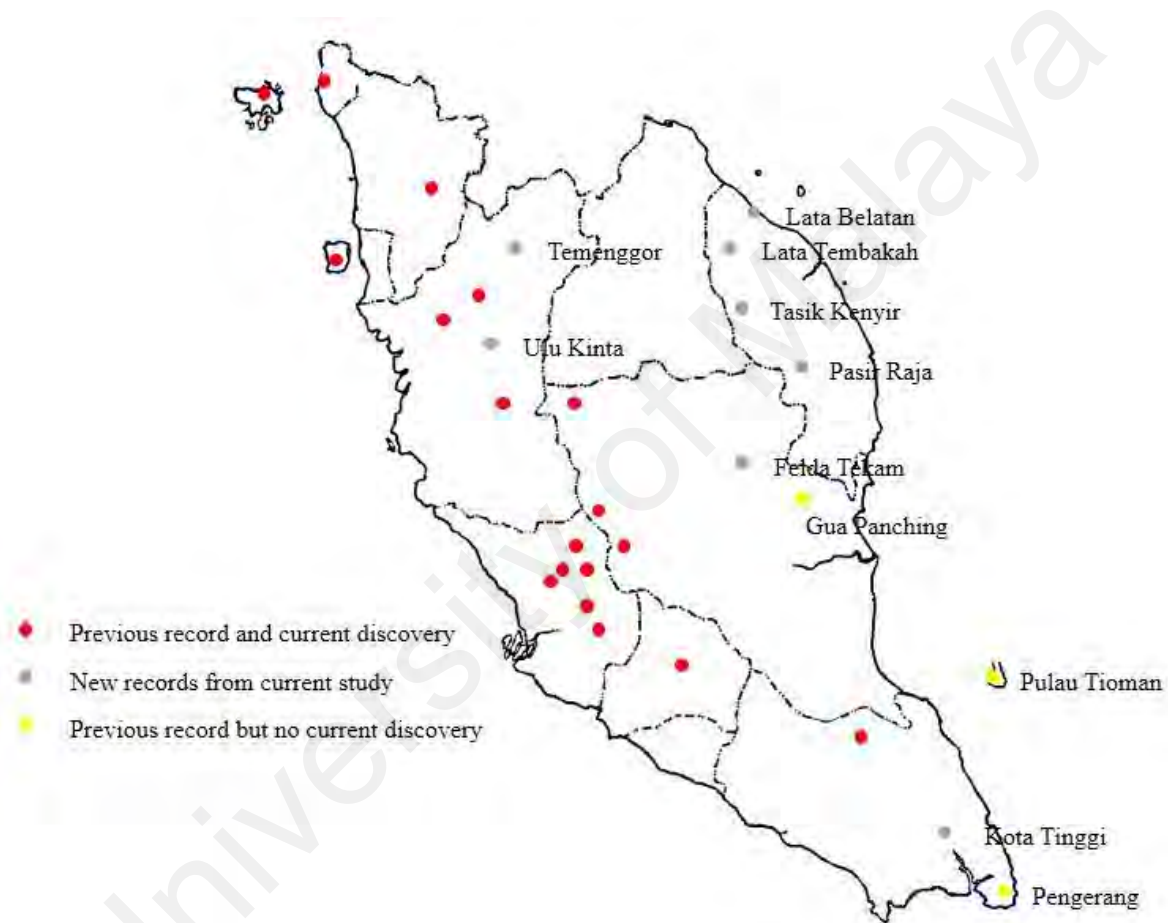 Lata Belatan
Temenggor
Lata Tembakah
Tasik Kenyir
Ulu Kinta
Pasir Raja
Felda Tekam
Gua Panching
Previous record and current discovery
New records from current study
Pulau Tioman
Previous record but no current discovery
Kota Tinggi
Pengerang
University of Malaya